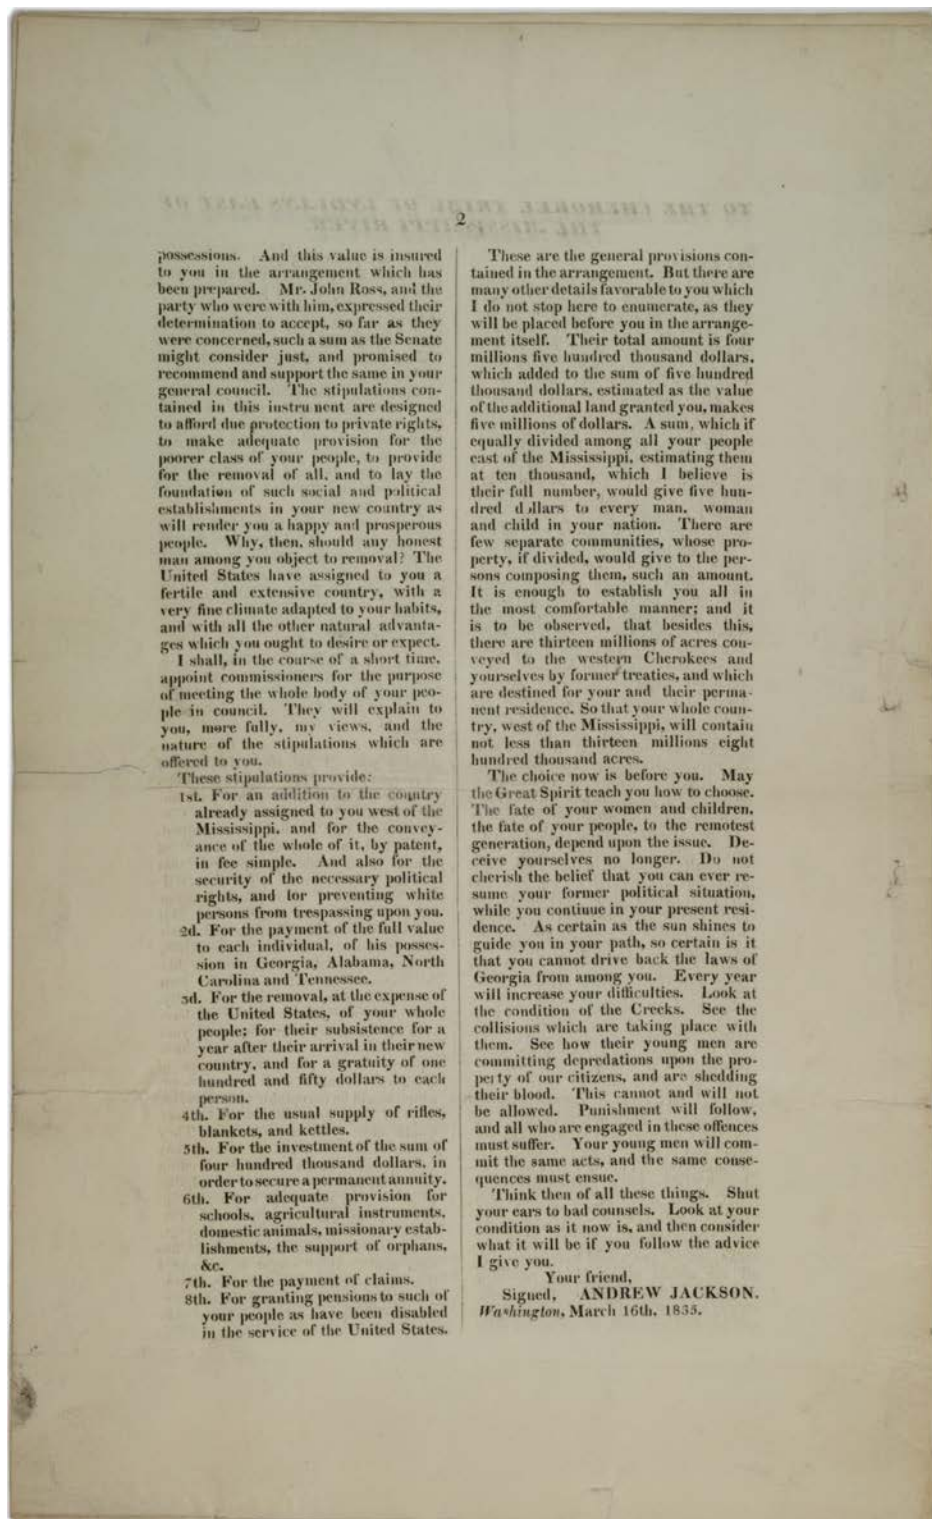 TO THE CHEROKEE TRIBE OF INDIANS EAST OF
THE MISSISSIPPI RIVER
2
possessions. And this value is insured
to you in the arrangement which has
been prepared. Mr. John Ross, and the
party who were with him, expressed their
determination to accept, so far as they
were concerned, such a sum as the Senate
might consider just, and promised to
recommend and support the same in your
general council. The stipulations con-
tained in this instru nent are designed
to afford due protection to private rights,
to make adequate provision for the
poorer class of your people, to provide
for the removal of all, and to lay the
foundation of such social and political
establishments in your new country as
will render you a happy and prosperous
people. Why, then, should any honest
man among you object to removal? The
United States have assigned to you a
fertile and extensive country, with a
very fine climate adapted to your habits,
and with all the other natural advanta-
ges which you ought to desire or expect.
I shall, in the course of a short time,
appoint commissioners for the purpose
of meeting the whole body of your peo-
ple in council. They will explain to
you, more fully, my views, and the
nature of the stipulations which are
offered to you.
These stipulations provide:
1st. For an addition to the country
already assigned to you west of the
Mississippi, and for the convey-
ance of the whole of it, by patent,
in fee simple. And also for the
security of the necessary political
rights, and for preventing white
persons from trespassing upon you.
2d. For the payment of the full value
to each individual, of his posses-
sion in Georgia, Alabama, North
Carolina and Tennessee.
3d. For the removal, at the expense of
the United States, of your whole
people; for their subsistence for a
year after their arrival in their new
country, and for a gratuity of one
hundred and fifty dollars to each
person.
4th. For the usual supply of rifles,
blankets, and kettles.
5th. For the investment of the sum of
four hundred thousand dollars, in
order to secure a permanent annuity.
6th. For adequate provision for
schools, agricultural instruments,
domestic animals, missionary estab-
lishments, the support of orphans,
&c.
7th. For the payment of claims.
8th. For granting pensions to such of
your people as have been disabled
in the service of the United States.
These are the general provisions con-
tained in the arrangement. But there are
many other details favorable to you which
I do not stop here to enumerate, as they
will be placed before you in the arrange-
ment itself. Their total amount is four
millions five hundred thousand dollars,
which added to the sum of five hundred
thousand dollars, estimated as the value
of the additional land granted you, makes
five millions of dollars. A sum, which if
equally divided among all your people
east of the Mississippi, estimating them
at ten thousand, which I believe is
their full number, would give five hun-
dred dollars to every man, woman
and child in your nation. There are
few separate communities, whose pro-
perty, if divided, would give to the per-
sons composing them, such an amount.
It is enough to establish you all in
the most comfortable manner; and it
is to be observed, that besides this,
there are thirteen millions of acres con-
veyed to the western Cherokees and
yourselves by former treaties, and which
are destined for your and their perma-
nent residence. So that your whole coun-
try, west of the Mississippi, will contain
not less than thirteen millions eight
hundred thousand acres.
The choice now is before you. May
the Great Spirit teach you how to choose.
The fate of your women and children,
the fate of your people, to the remotest
generation, depend upon the issue. De-
ceive yourselves no longer. Do not
cherish the belief that you can ever re-
sume your former political situation,
while you continue in your present resi-
dence. As certain as the sun shines to
guide you in your path, so certain is it
that you cannot drive back the laws of
Georgia from among you. Every year
will increase your difficulties. Look at
the condition of the Creeks. See the
collisions which are taking place with
them. See how their young men are
committing depredations upon the pro-
perty of our citizens, and are shedding
their blood. This cannot and will not
be allowed. Punishment will follow,
and all who are engaged in these offences
must suffer. Your young men will com-
mit the same acts, and the same conse-
quences must ensue.
Think then of all these things. Shut
your ears to bad counsels. Look at your
condition as it now is, and then consider
what it will be if you follow the advice
I give you.
Your friend,
Signed, ANDREW JACKSON.
Washington, March 16th, 1835.